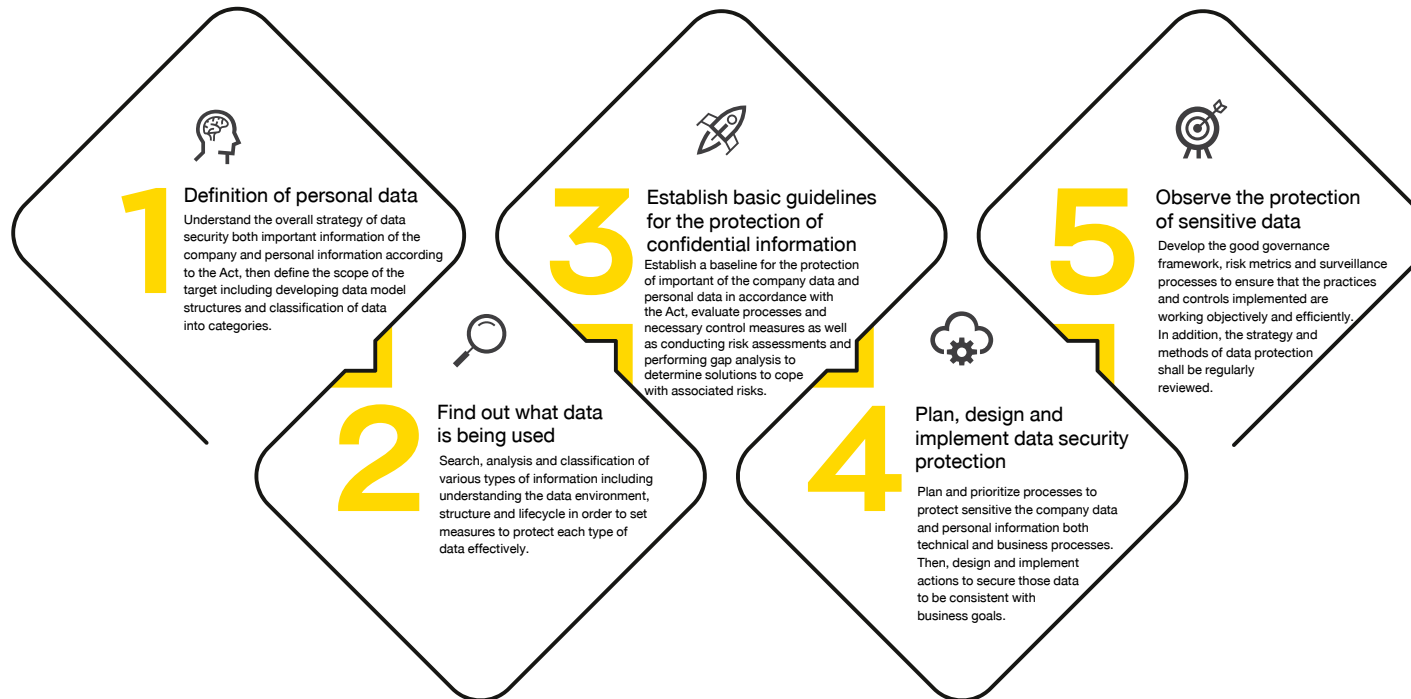 1
Definition of personal data
Understand the overall strategy of data
security both important information of the
company and personal information according
to the Act, then define the scope of the
target including developing data model
structures and classification of data
into categories.
2
Find out what data
is being used
Search, analysis and classification of
various types of information including
understanding the data environment,
structure and lifecycle in order to set
measures to protect each type of
data effectively.
3
Establish basic guidelines
for the protection of
confidential information
Establish a baseline for the protection
of important of the company data and
personal data in accordance with
the Act, evaluate processes and
necessary control measures as well
as conducting risk assessments and
performing gap analysis to
determine solutions to cope
with associated risks.
4
Plan, design and
implement data security
protection
Plan and prioritize processes to
protect sensitive the company data
and personal information both
technical and business processes.
Then, design and implement
actions to secure those data
to be consistent with
business goals.
5
Observe the protection
of sensitive data
Develop the good governance
framework, risk metrics and surveillance
processes to ensure that the practices
and controls implemented are
working objectively and efficiently.
In addition, the strategy and
methods of data protection
shall be regularly
reviewed.